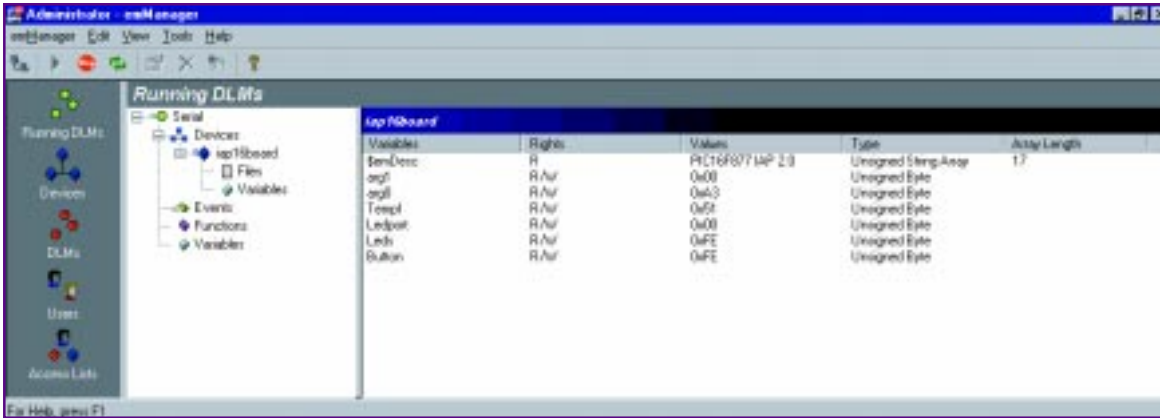 Administrator - emManager
emManager Edit View Tools Help
Running DLMs
Running DLMs
Devices
DLMs
Users
Access Lists
Serial
Devices
iap16board
Files
Variables
Events
Functions
Variables
iap16board
Variables Rights Values Type Array Length
$emDesc R PIC16F877 IAP 2.0 Unsigned String Array 17
arg1 R/W 0x00 Unsigned Byte
arg0 R/W 0xA3 Unsigned Byte
Temp1 R/W 0x51 Unsigned Byte
Ledport R/W 0x00 Unsigned Byte
Leds R/W 0xFE Unsigned Byte
Button R/W 0xFE Unsigned Byte
For Help, press F1